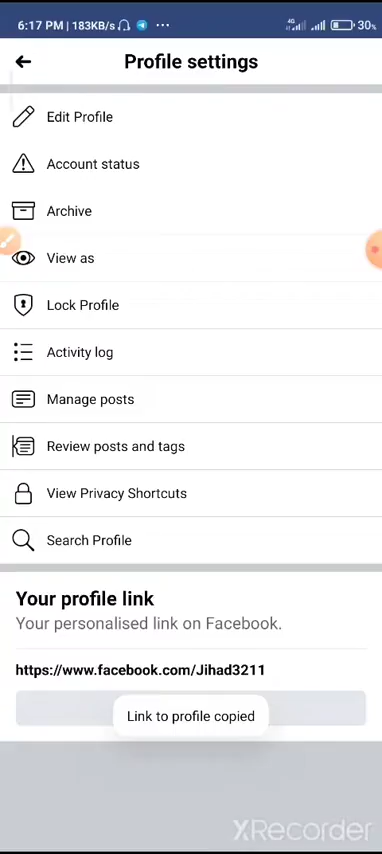 6:17 PM | 183KB/s
4G
30%
Profile settings
Edit Profile
Account status
Archive
View as
Lock Profile
Activity log
Manage posts
Review posts and tags
View Privacy Shortcuts
Search Profile
Your profile link
Your personalised link on Facebook.
https://www.facebook.com/Jihad3211
Link to profile copied
XRecorder